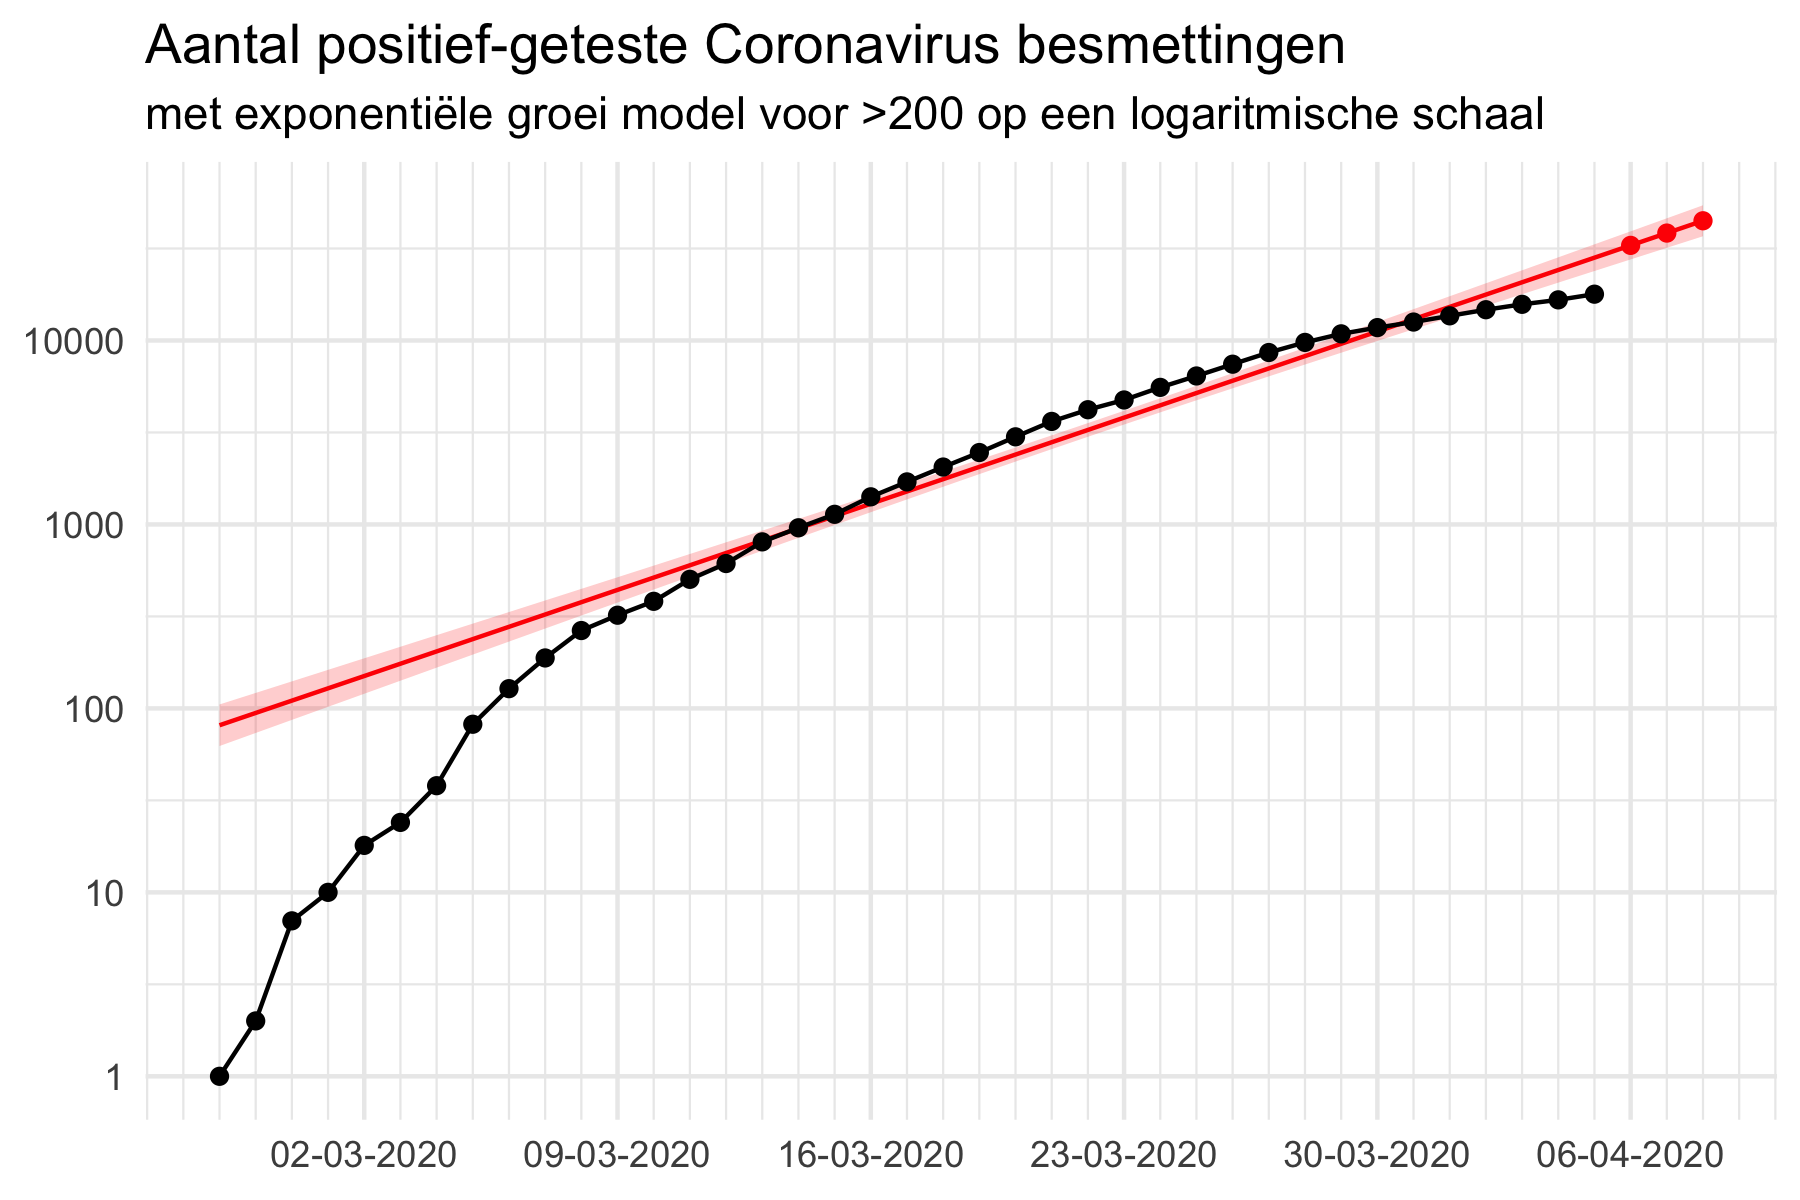 Aantal positief-geteste Coronavirus besmettingen
met exponentiële groei model voor >200 op een logaritmische schaal
10000
1000
100
10
1
02-03-2020 09-03-2020 16-03-2020 23-03-2020 30-03-2020 06-04-2020